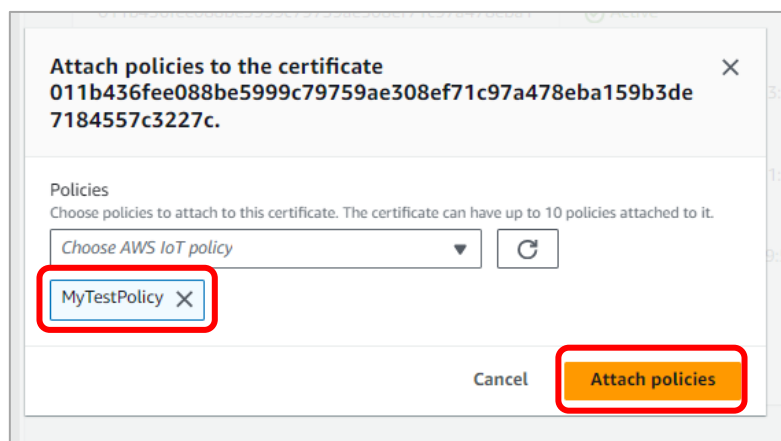 Attach policies to the certificate
011b436fee088be5999c79759ae308ef71c97a478eba159b3de
7184557c3227c.
Policies
Choose policies to attach to this certificate. The certificate can have up to 10 policies attached to it.
Choose AWS IoT policy
MyTestPolicy
Cancel
Attach policies